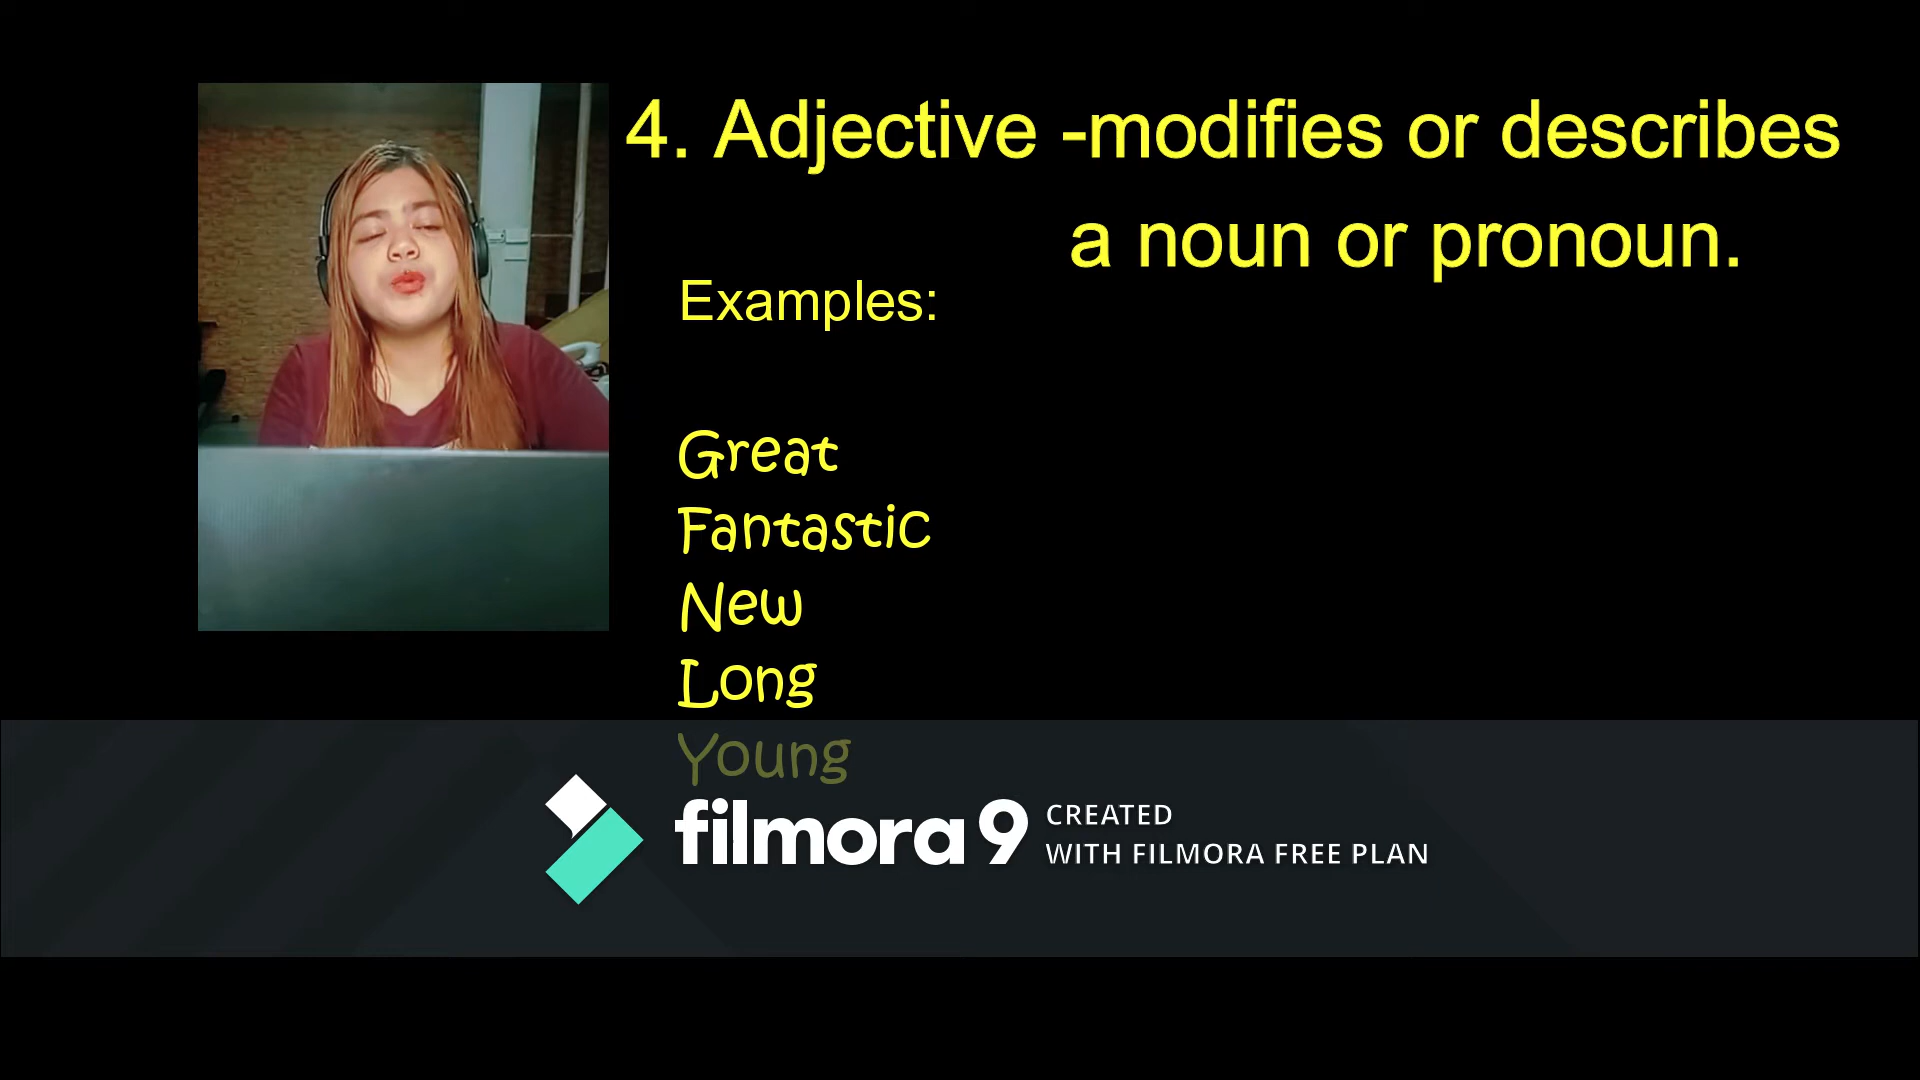 4. Adjective -modifies or describes
a noun or pronoun.
Examples:
Great
Fantastic
New
Long
Young
filmora 9
CREATED
WITH FILMORA FREE PLAN